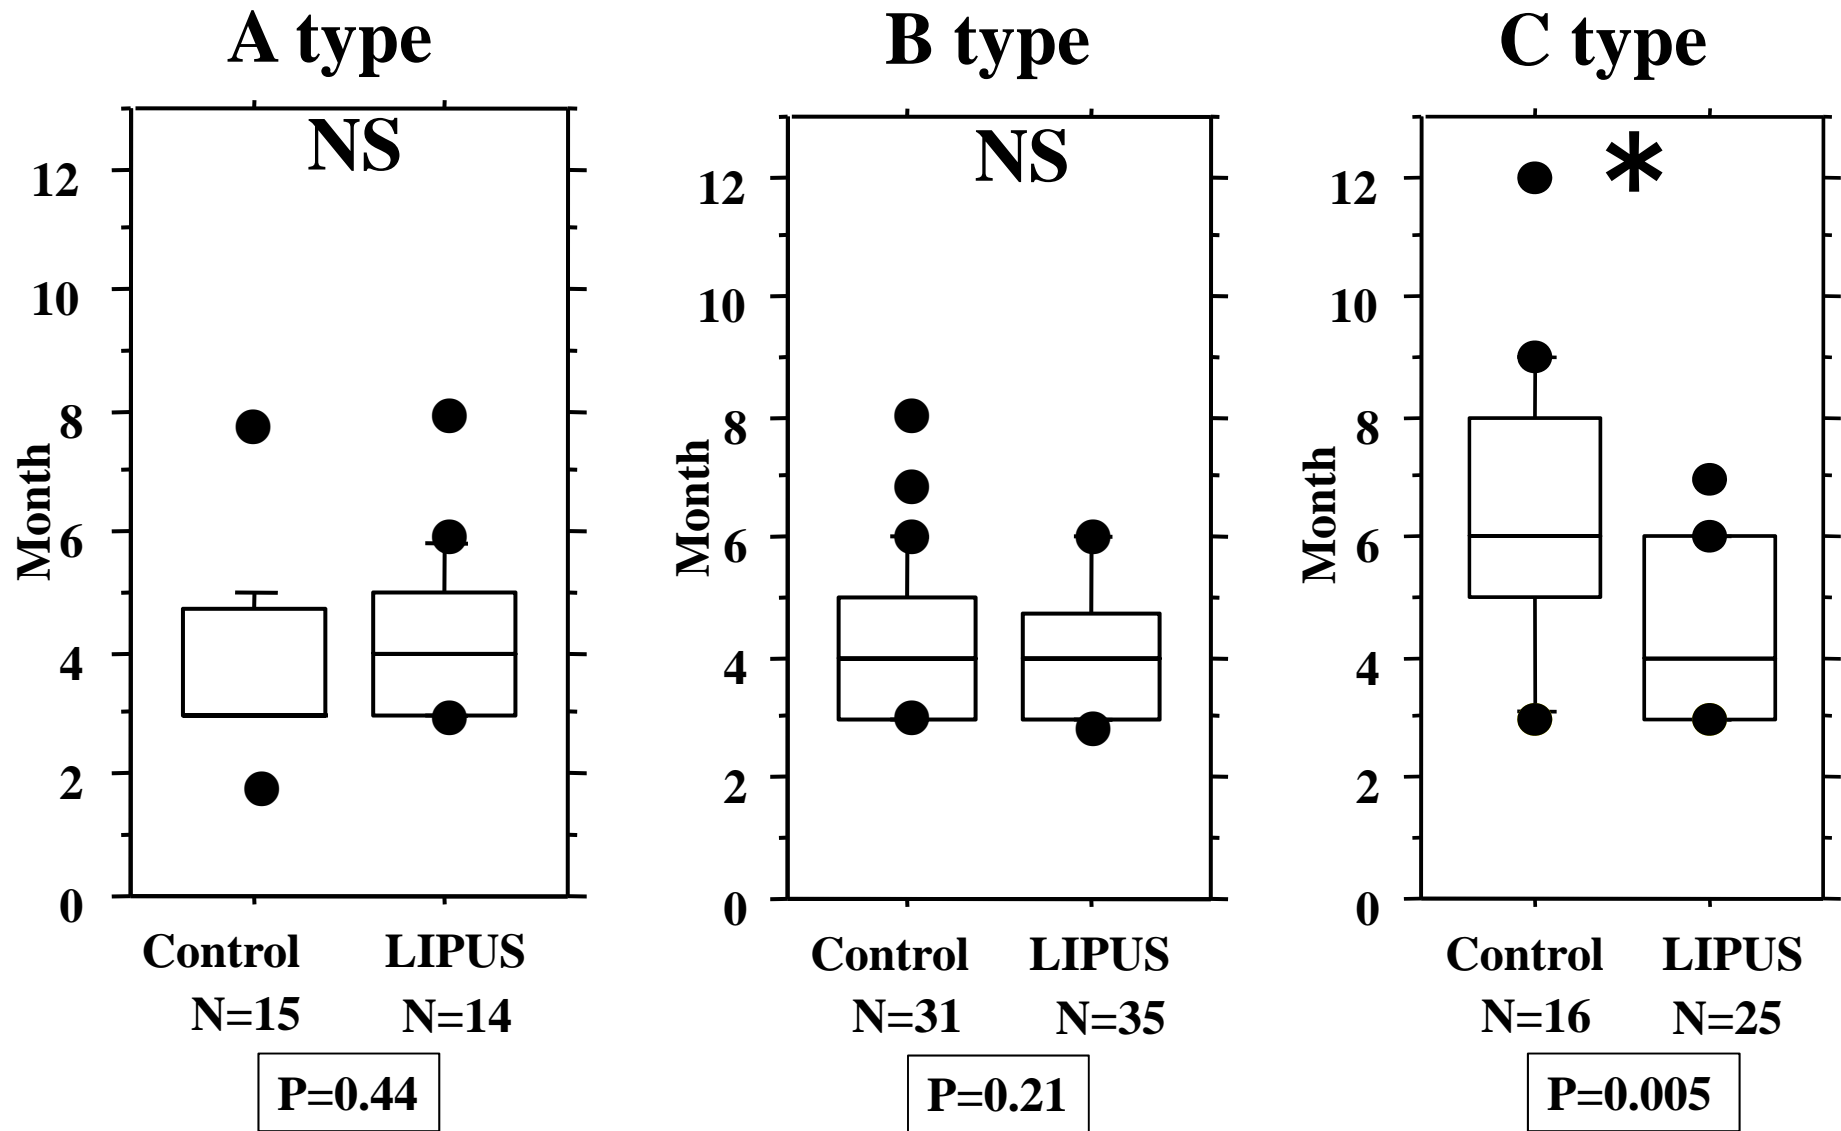 A type
NS
12
10
8
6
4
2
0
Month
Control
LIPUS
N=15
N=14
P=0.44
B type
NS
12
10
8
6
4
2
0
Month
Control
LIPUS
N=31
N=35
P=0.21
C type
*
12
10
8
6
4
2
0
Month
Control
LIPUS
N=16
N=25
P=0.005